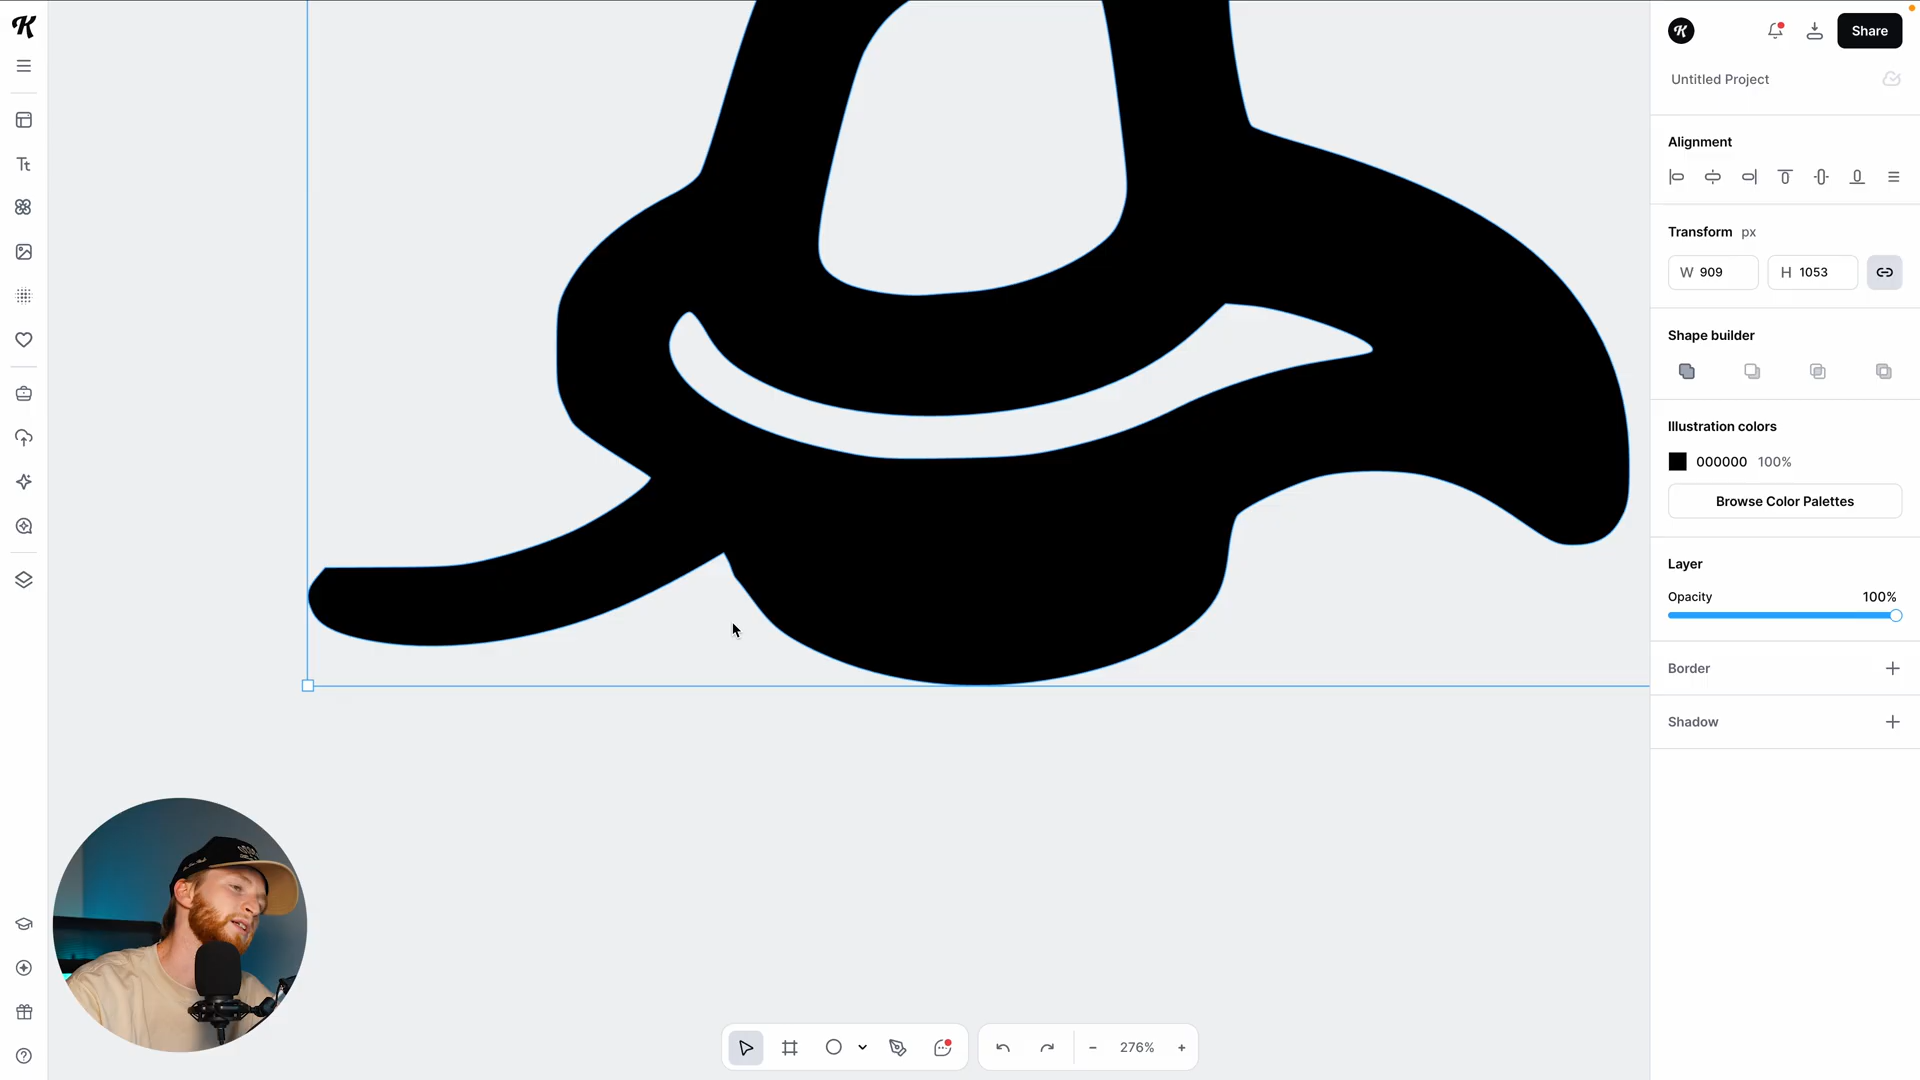 K
Tt
K
Share
Untitled Project
Alignment
Transform px
W 909
H 1053
Shape builder
Illustration colors
000000 100%
Browse Color Palettes
Layer
Opacity 100%
Border
Shadow
276%